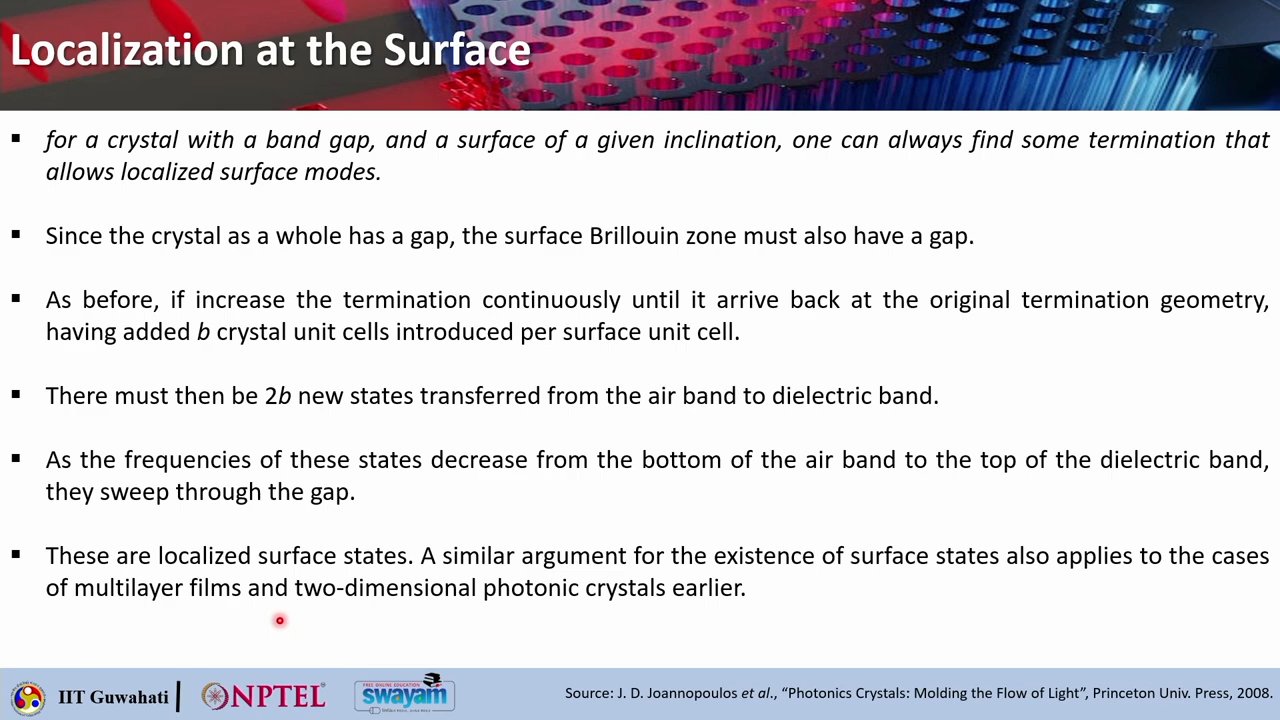 Localization at the Surface
▪ for a crystal with a band gap, and a surface of a given inclination, one can always find some termination that
allows localized surface modes.
▪ Since the crystal as a whole has a gap, the surface Brillouin zone must also have a gap.
▪ As before, if increase the termination continuously until it arrive back at the original termination geometry,
having added b crystal unit cells introduced per surface unit cell.
▪ There must then be 2b new states transferred from the air band to dielectric band.
▪ As the frequencies of these states decrease from the bottom of the air band to the top of the dielectric band,
they sweep through the gap.
▪ These are localized surface states. A similar argument for the existence of surface states also applies to the cases
of multilayer films and two-dimensional photonic crystals earlier.
IIT Guwahati
NPTEL
FREE ONLINE EDUCATION
swayam
Source: J. D. Joannopoulos et al., “Photonics Crystals: Molding the Flow of Light”, Princeton Univ. Press, 2008.